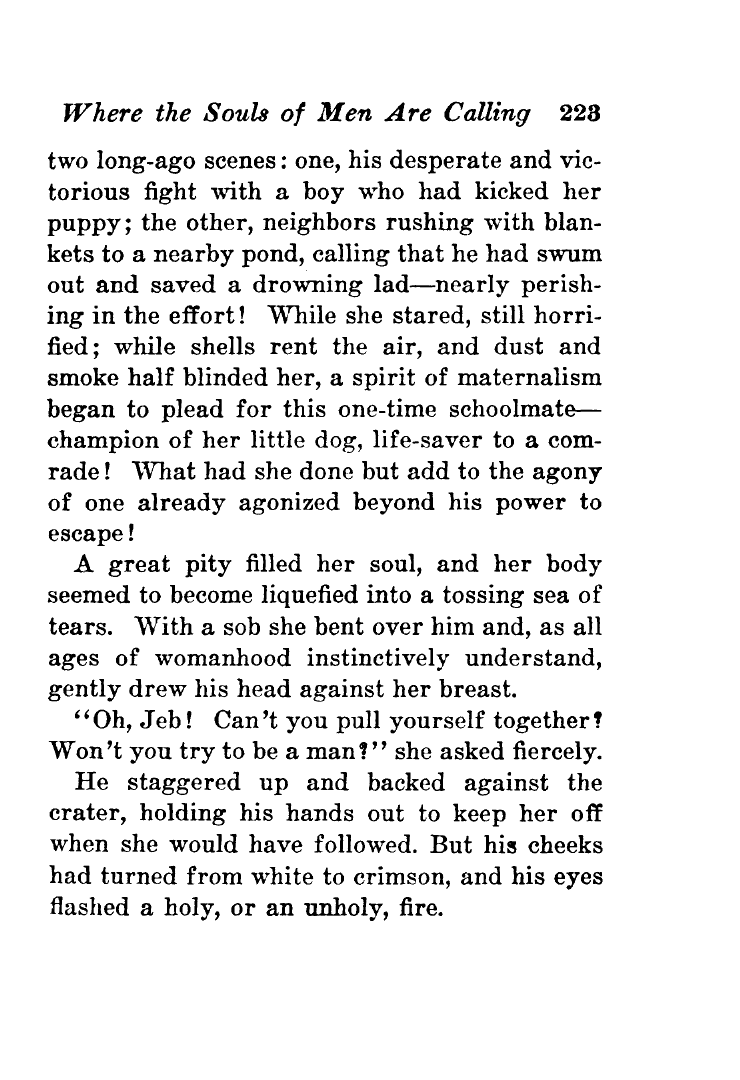 Where the Souls of Men Are Calling 223
two long-ago scenes: one, his desperate and vic-
torious fight with a boy who had kicked her
puppy; the other, neighbors rushing with blan-
kets to a nearby pond, calling that he had swum
out and saved a drowning lad—nearly perish-
ing in the effort! While she stared, still horri-
fied; while shells rent the air, and dust and
smoke half blinded her, a spirit of maternalism
began to plead for this one-time schoolmate—
champion of her little dog, life-saver to a com-
rade! What had she done but add to the agony
of one already agonized beyond his power to
escape!
A great pity filled her soul, and her body
seemed to become liquefied into a tossing sea of
tears. With a sob she bent over him and, as all
ages of womanhood instinctively understand,
gently drew his head against her breast.
“Oh, Jeb! Can’t you pull yourself together?
Won’t you try to be a man?” she asked fiercely.
He staggered up and backed against the
crater, holding his hands out to keep her off
when she would have followed. But his cheeks
had turned from white to crimson, and his eyes
flashed a holy, or an unholy, fire.